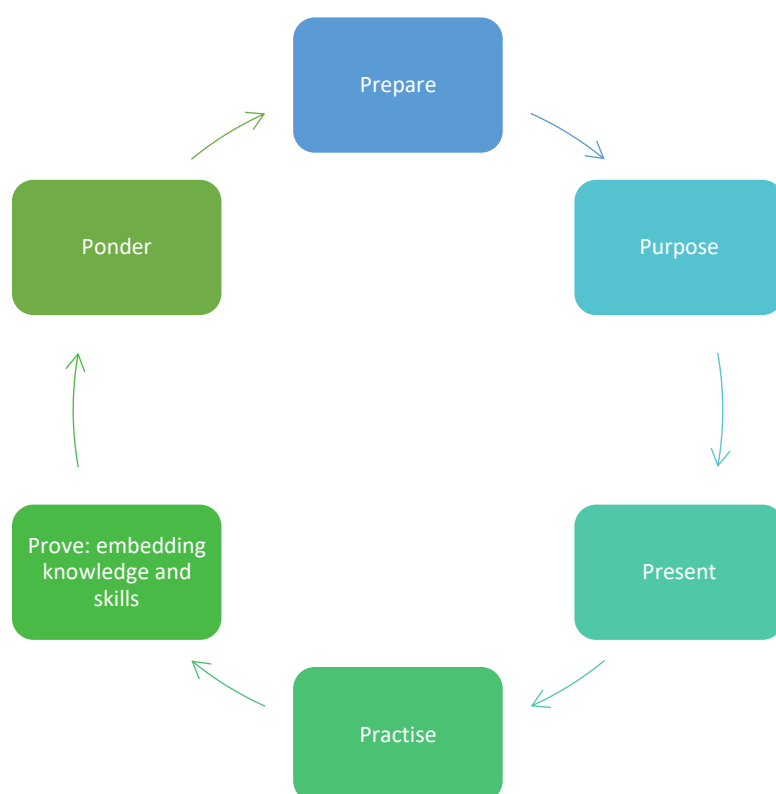 Prepare
Purpose
Present
Practise
Prove: embedding
knowledge and
skills
Ponder